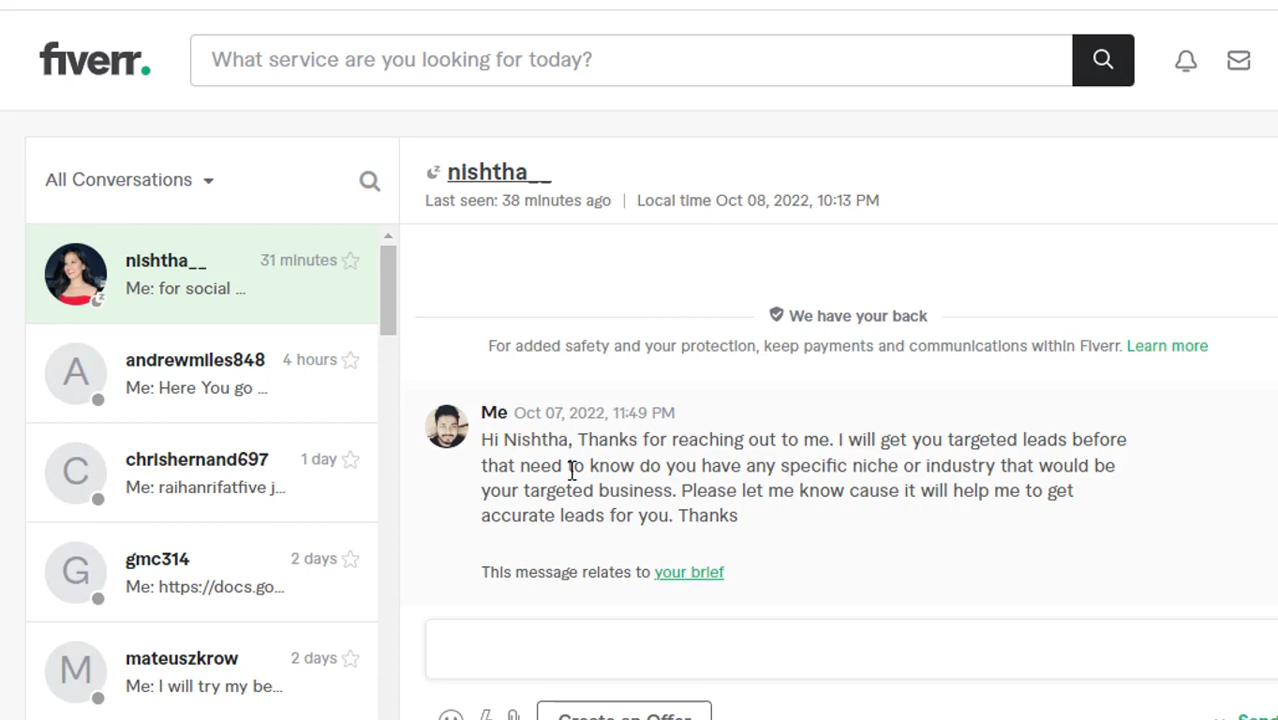 fiverr.
What service are you looking for today?
All Conversations
nishtha__
31 minutes
Me: for social ...
andrewmiles848
4 hours
Me: Here You go ...
chrishernand697
1 day
Me: raihanrifatfive j...
gmc314
2 days
Me: https://docs.go...
mateuszkrow
2 days
Me: I will try my be...
nishtha__
Last seen: 38 minutes ago | Local time Oct 08, 2022, 10:13 PM
We have your back
For added safety and your protection, keep payments and communications within Fiverr. Learn more
Me Oct 07, 2022, 11:49 PM
Hi Nishtha, Thanks for reaching out to me. I will get you targeted leads before
that need to know do you have any specific niche or industry that would be
your targeted business. Please let me know cause it will help me to get
accurate leads for you. Thanks
This message relates to your brief
Create an Offer
Send
A
C
G
M